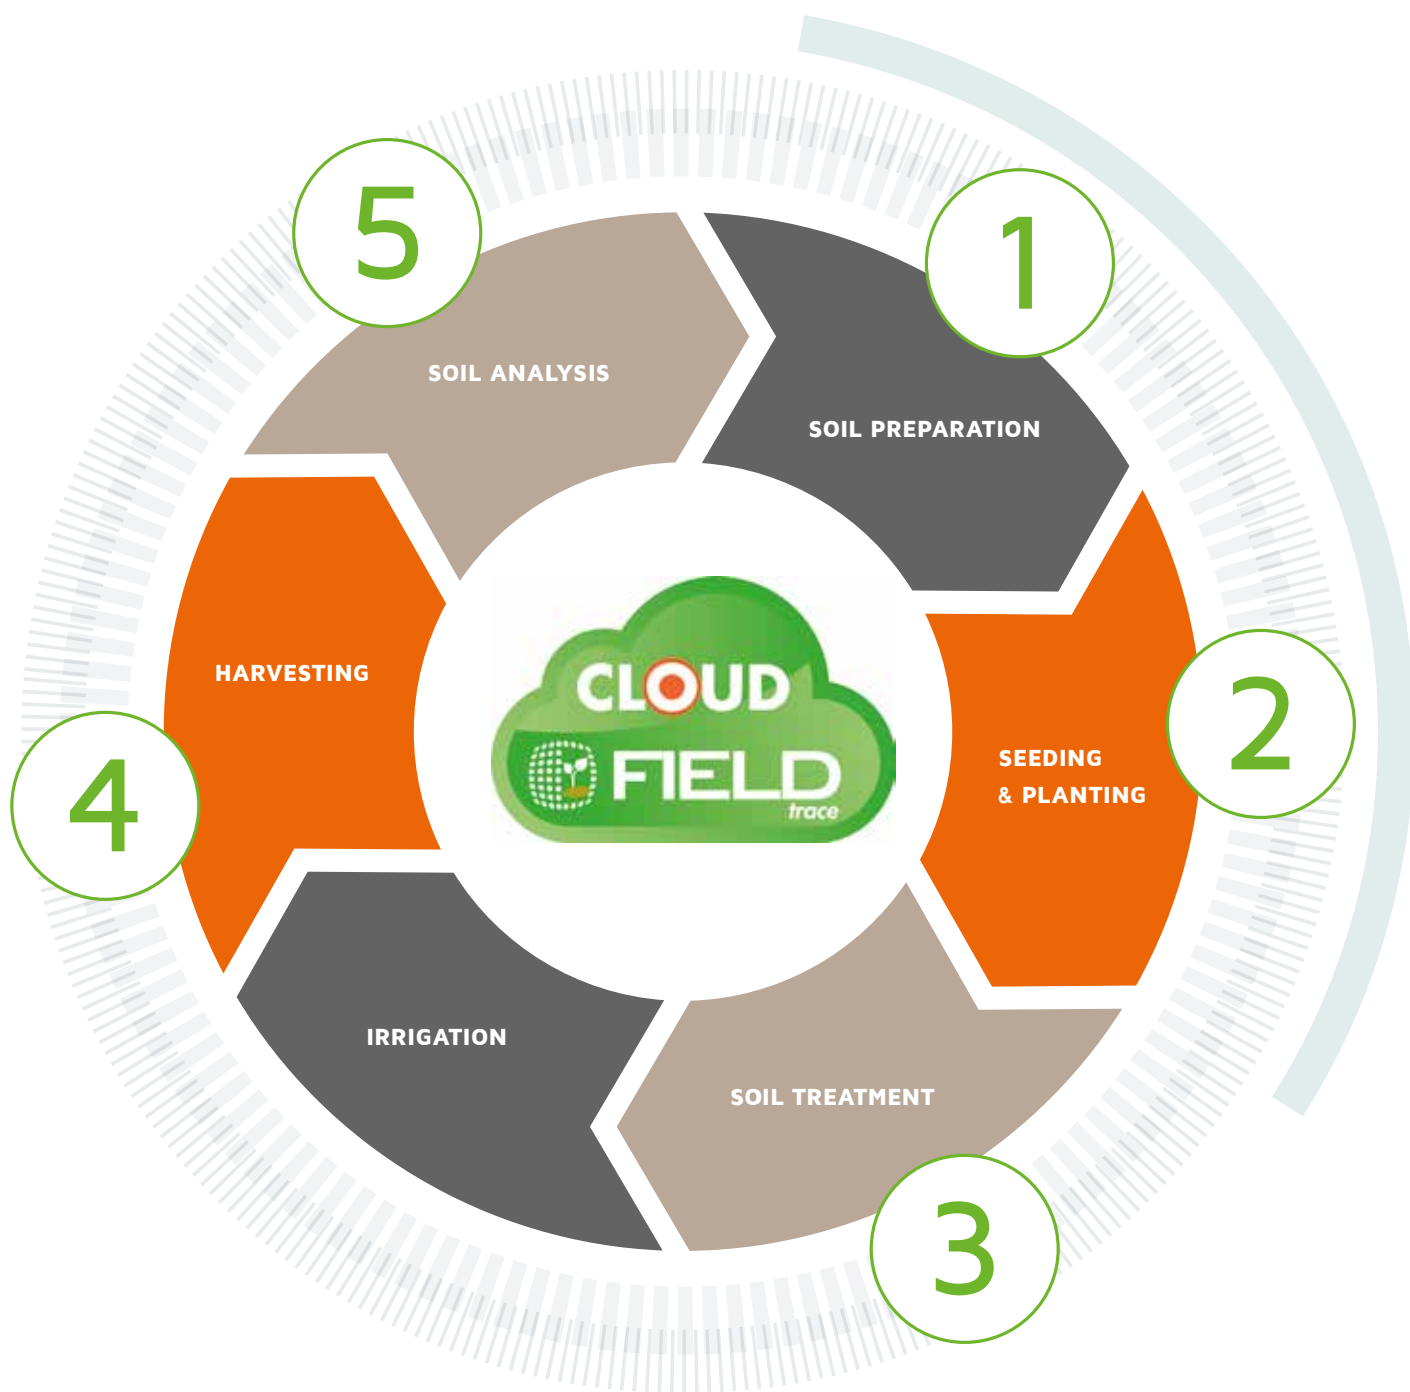 5
1
SOIL ANALYSIS
SOIL PREPARATION
HARVESTING
CLOUD
FIELD
trace
2
SEEDING
& PLANTING
4
IRRIGATION
SOIL TREATMENT
3